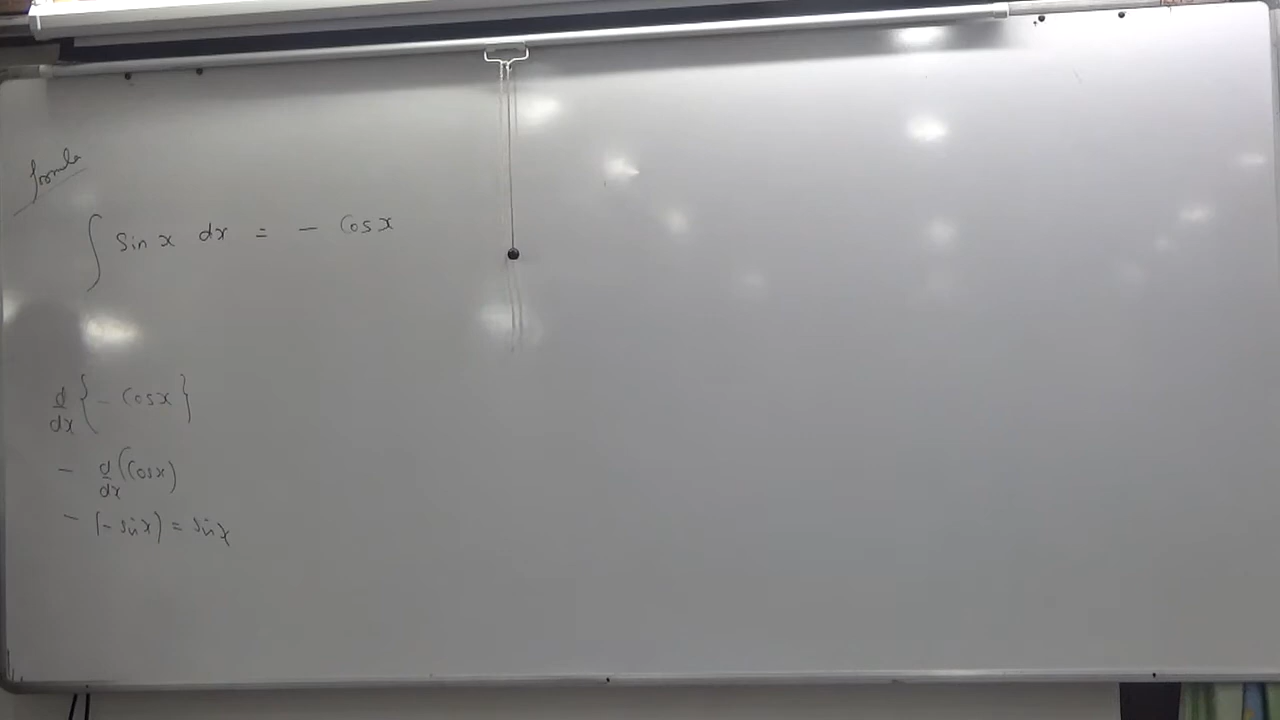 formula
∫ Sin x dx = - Cos x
d/dx { - Cos x }
- d/dx (Cos x)
- (- sin x) = sin x